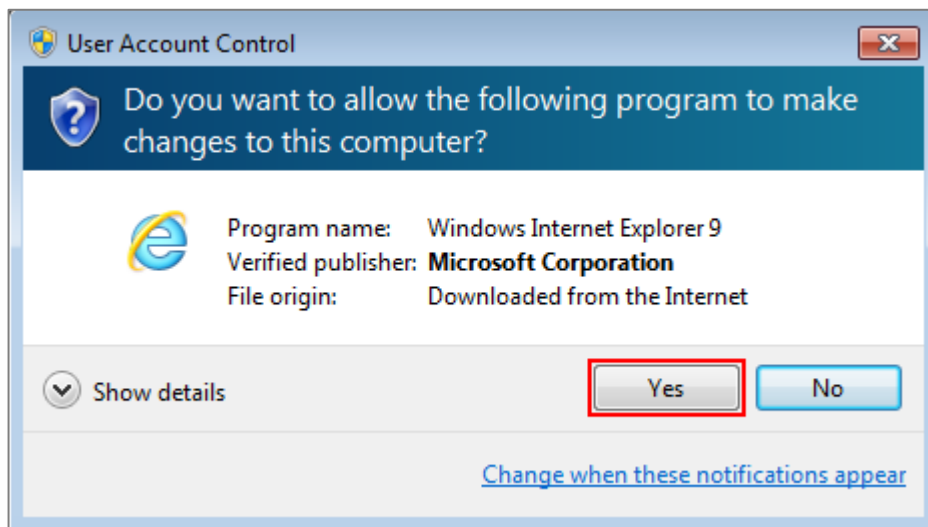 User Account Control
Do you want to allow the following program to make
changes to this computer?
Program name: Windows Internet Explorer 9
Verified publisher: Microsoft Corporation
File origin: Downloaded from the Internet
Show details
Yes
No
Change when these notifications appear